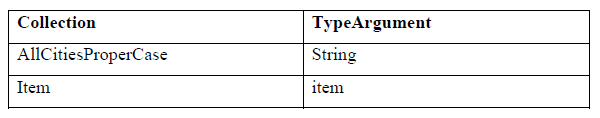 Collection TypeArgument
AllCitiesProperCase String
Item item